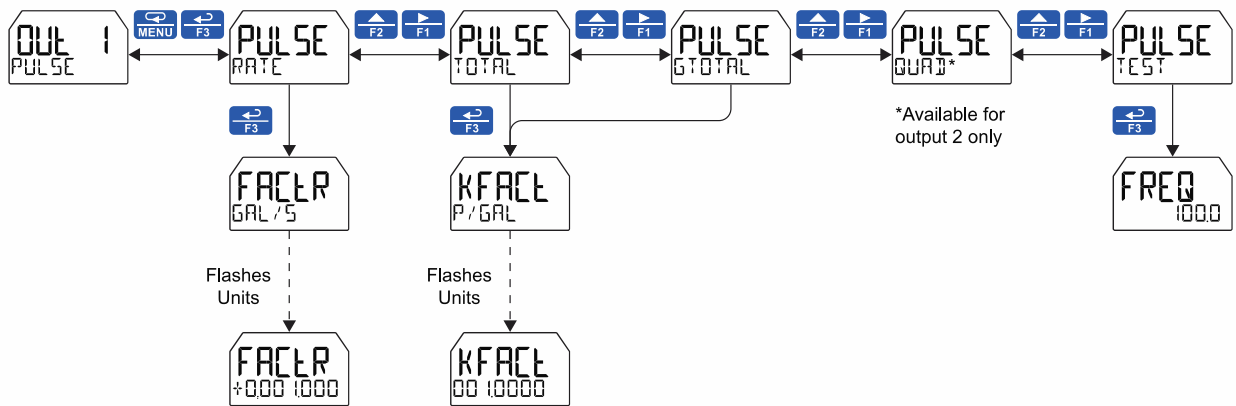 OUt 1
PULSE
MENU
F3
PULSE
RATE
F2
F1
PULSE
TOTAL
F2
F1
PULSE
GTOTAL
F2
F1
PULSE
QUAD*
F2
F1
PULSE
TEST
F3
F3
*Available for
output 2 only
F3
FACtR
GAL/S
KFACt
P/GAL
FREQ
100.0
Flashes
Units
Flashes
Units
FACtR
+0,001.000
KFACt
001.0000